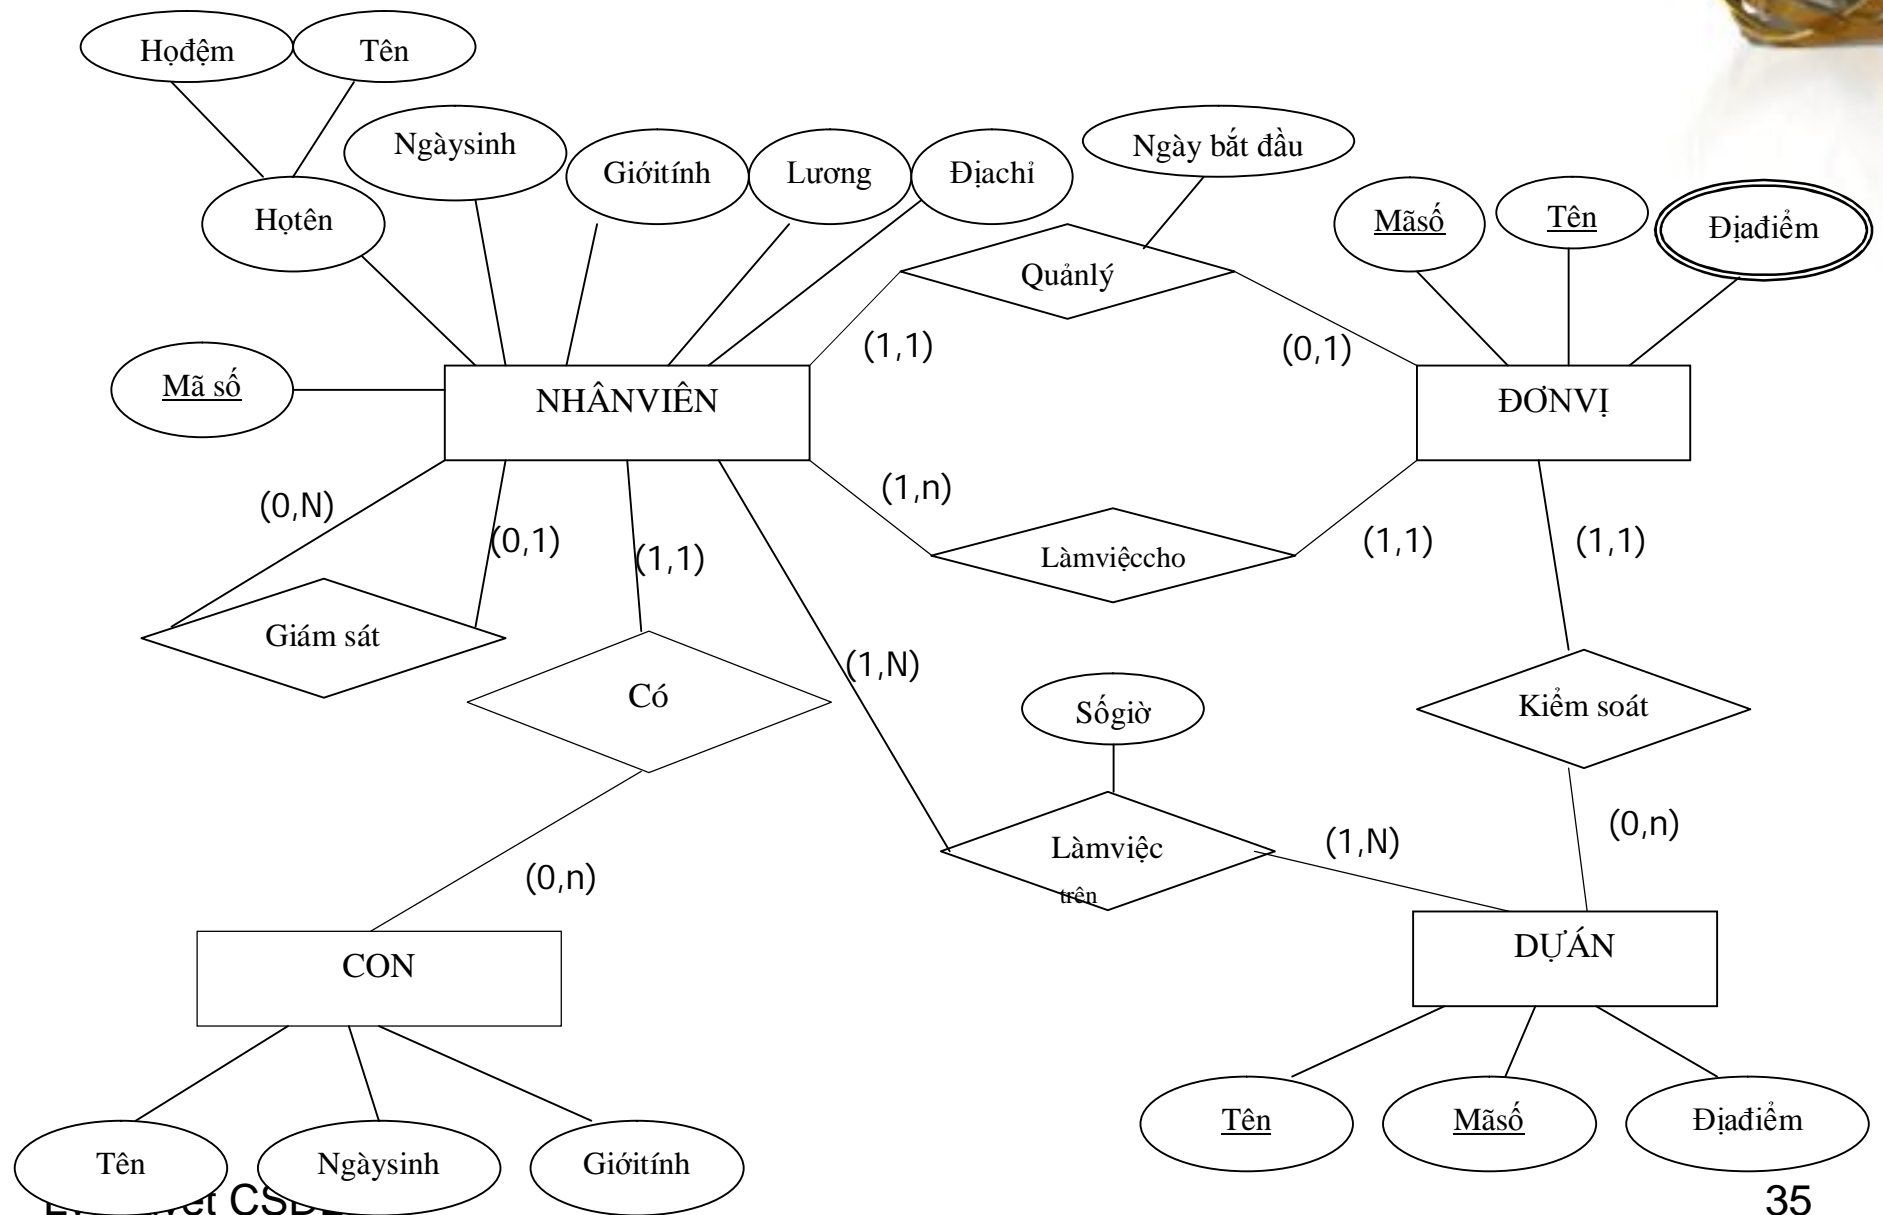 Họđệm
Tên
Ngàysinh
Giớitính
Lương
Địachỉ
Ngày bắt đầu
Họtên
Mãsố
Tên
Địađiểm
Quảnlý
(1,1)
(0,1)
Mã số
NHÂNVIÊN
ĐƠNVỊ
(0,N)
(0,1)
(1,1)
(1,n)
Làmviệccho
(1,1)
(1,1)
Giám sát
Có
(1,N)
Sốgiờ
Kiểm soát
(0,n)
Làmviệc
trên
(1,N)
(0,n)
CON
DỰÁN
Tên
Mãsố
Địađiểm
Tên
Ngàysinh
Giớitính
35